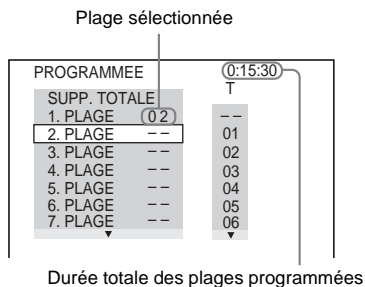 Plage sélectionnée
PROGRAMMEE 0:15:30
T
SUPP. TOTALE
1. PLAGE 0 2 – –
2. PLAGE – – 01
3. PLAGE – – 02
4. PLAGE – – 03
5. PLAGE – – 04
6. PLAGE – – 05
7. PLAGE – – 06
Durée totale des plages programmées